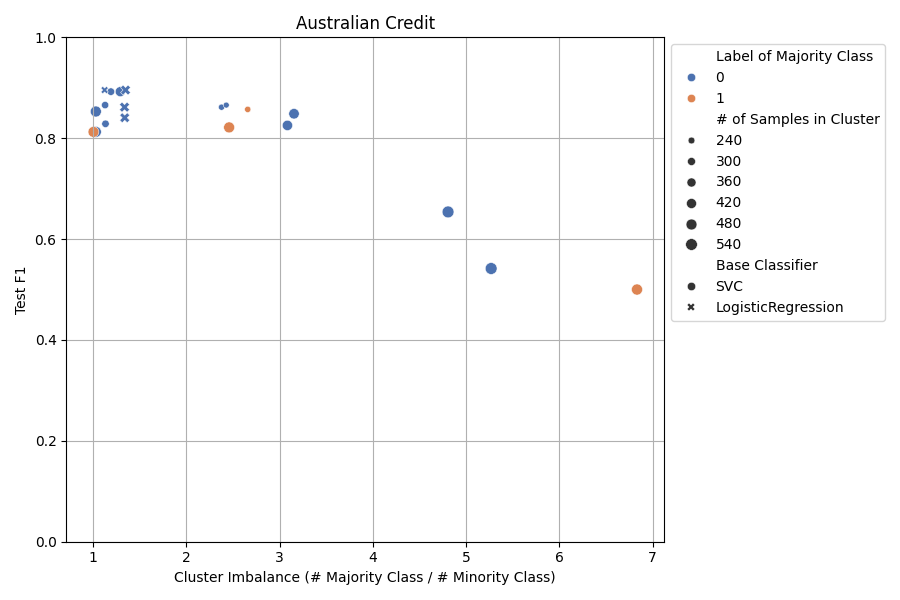 Australian Credit
1.0
0.8
0.6
0.4
0.2
0.0
Test F1
1
2
3
4
5
6
7
Cluster Imbalance (# Majority Class / # Minority Class)
Label of Majority Class
0
1
# of Samples in Cluster
240
300
360
420
480
540
Base Classifier
SVC
LogisticRegression